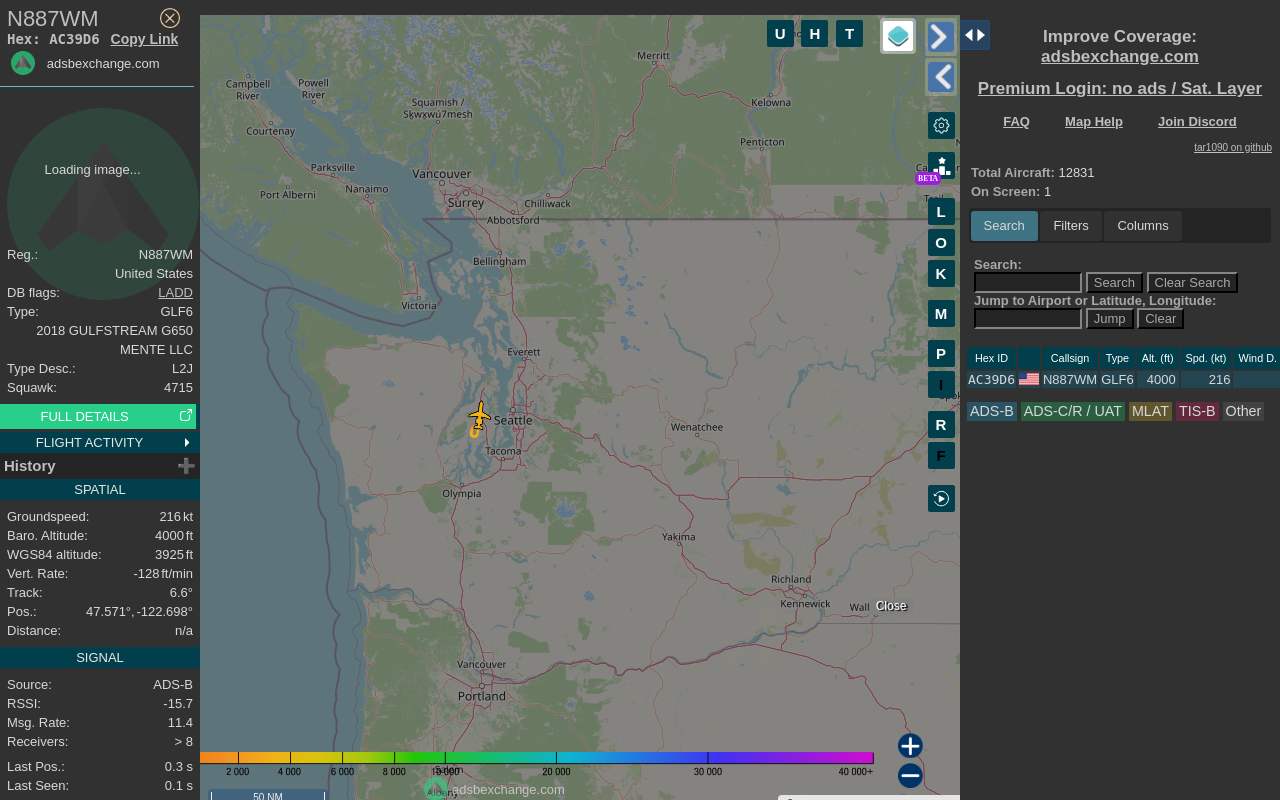 N887WM
Hex: AC39D6 Copy Link
adsbexchange.com
Loading image...
Reg.: N887WM
United States
DB flags: LADD
Type: GLF6
2018 GULFSTREAM G650
MENTE LLC
Type Desc.: L2J
Squawk: 4715
FULL DETAILS
FLIGHT ACTIVITY
History
SPATIAL
Groundspeed: 216 kt
Baro. Altitude: 4000 ft
WGS84 altitude: 3925 ft
Vert. Rate: -128 ft/min
Track: 6.6°
Pos.: 47.571°, -122.698°
Distance: n/a
SIGNAL
Source: ADS-B
RSSI: -15.7
Msg. Rate: 11.4
Receivers: > 8
Last Pos.: 0.3 s
Last Seen: 0.1 s
U H T
Merritt
Campbell
River
Powell
River
Squamish /
Sḵwx̱wú7mesh
Kelowna
Courtenay
Penticton
Parksville
Vancouver
Nanaimo
Port Alberni
Surrey
Chilliwack
Abbotsford
Bellingham
Victoria
Everett
Seattle
Wenatchee
Tacoma
Olympia
Yakima
Richland
Kennewick
Wall
Close
Vancouver
Portland
Salem
Albany
BETA
L
O
K
M
P
I
R
F
2 000 4 000 6 000 8 000 10 000 20 000 30 000 40 000+
adsbexchange.com
50 NM
Improve Coverage:
adsbexchange.com
Premium Login: no ads / Sat. Layer
FAQ Map Help Join Discord
tar1090 on github
Total Aircraft: 12831
On Screen: 1
Search Filters Columns
Search:
Search Clear Search
Jump to Airport or Latitude, Longitude:
Jump Clear
Hex ID Callsign Type Alt. (ft) Spd. (kt) Wind D.
AC39D6 N887WM GLF6 4000 216
ADS-B ADS-C/R / UAT MLAT TIS-B Other